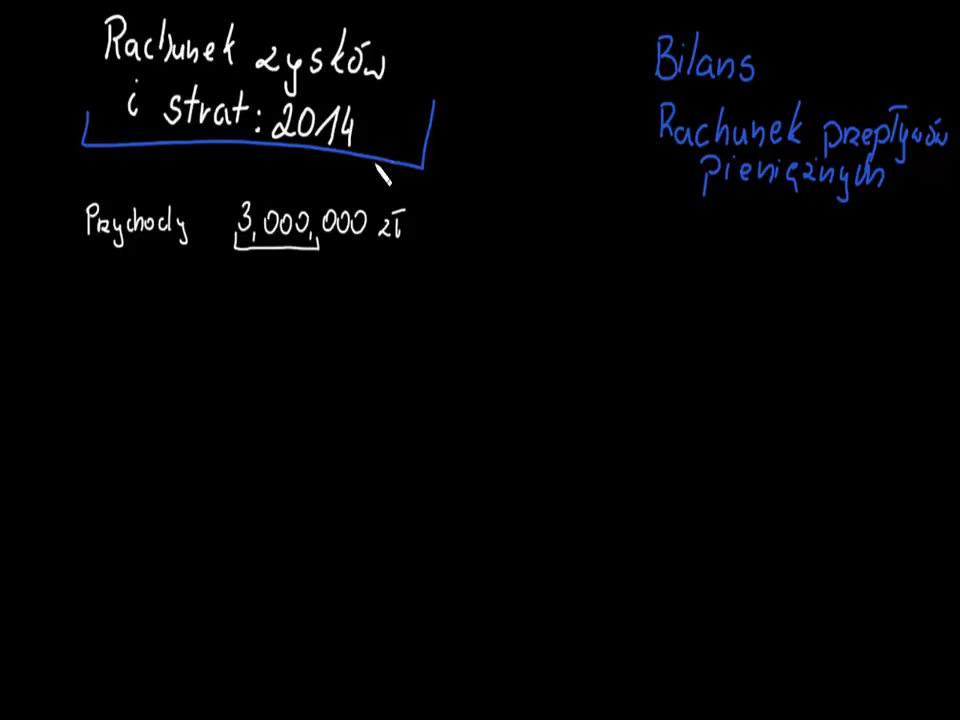 Rachunek zysków
i strat: 2014
Przychody 3,000,000 zł
Bilans
Rachunek przepływów
pieniężnych